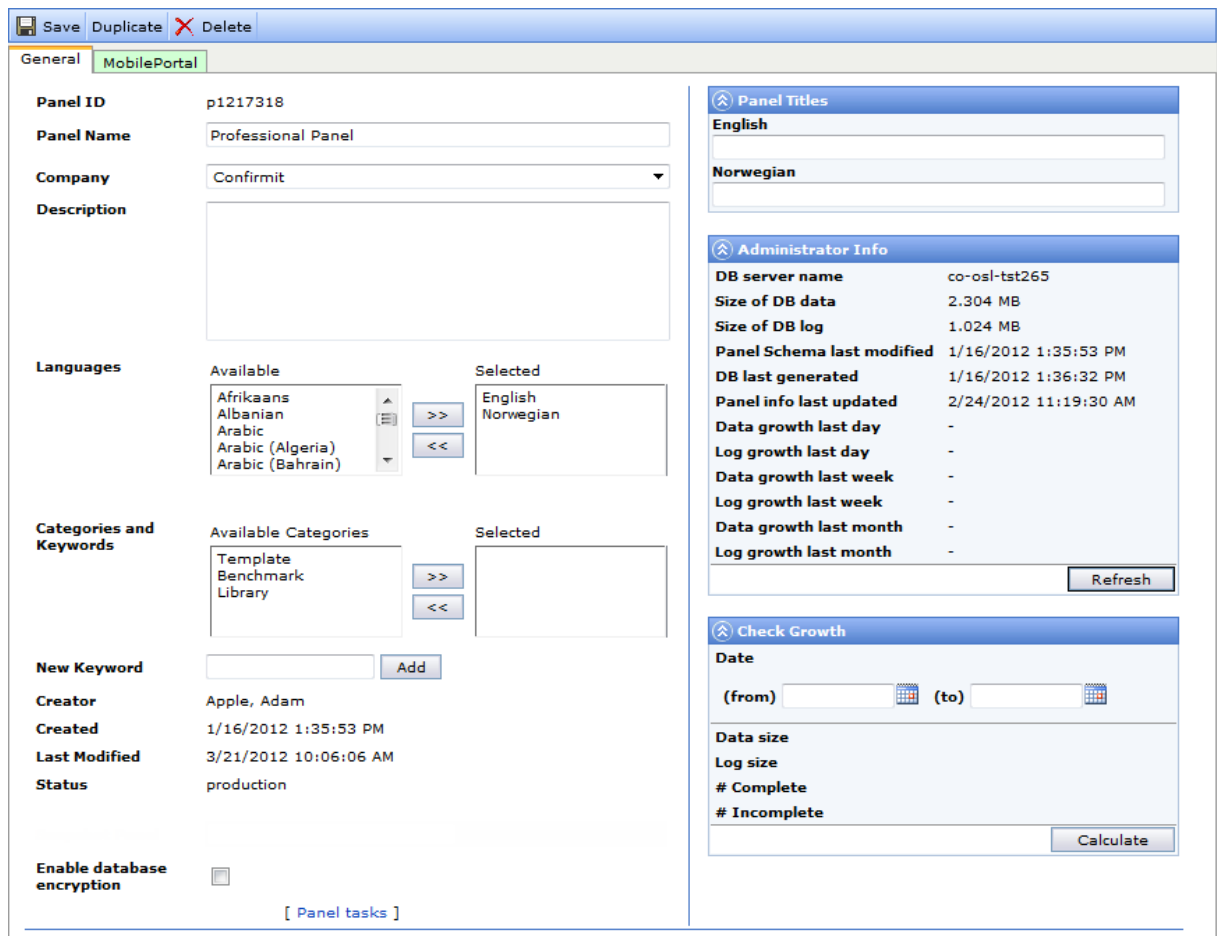 Save Duplicate Delete
General MobilePortal
Panel ID p1217318
Panel Name Professional Panel
Company Confirmit
Description
Languages
Available Selected
Afrikaans
Albanian
Arabic
Arabic (Algeria)
Arabic (Bahrain)
>>
<<
English
Norwegian
Categories and
Keywords
Available Categories Selected
Template
Benchmark
Library
>>
<<
New Keyword Add
Creator Apple, Adam
Created 1/16/2012 1:35:53 PM
Last Modified 3/21/2012 10:06:06 AM
Status production
Enable database
encryption
[ Panel tasks ]
Panel Titles
English
Norwegian
Administrator Info
DB server name co-osl-tst265
Size of DB data 2.304 MB
Size of DB log 1.024 MB
Panel Schema last modified 1/16/2012 1:35:53 PM
DB last generated 1/16/2012 1:36:32 PM
Panel info last updated 2/24/2012 11:19:30 AM
Data growth last day -
Log growth last day -
Data growth last week -
Log growth last week -
Data growth last month -
Log growth last month -
Refresh
Check Growth
Date
(from) (to)
Data size
Log size
# Complete
# Incomplete
Calculate